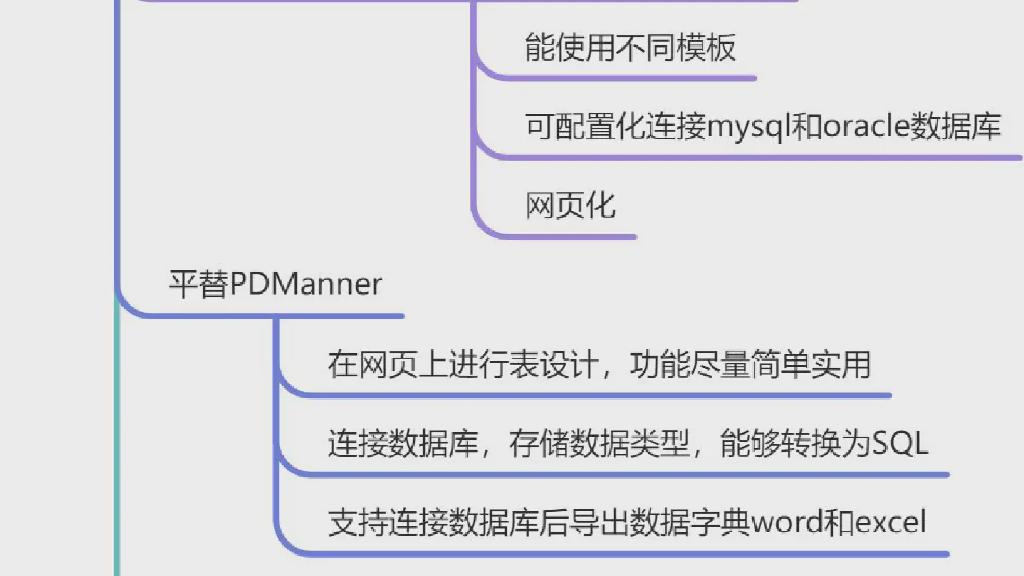 能使用不同模板
可配置化连接mysql和oracle数据库
网页化
平替PDManner
在网页上进行表设计，功能尽量简单实用
连接数据库，存储数据类型，能够转换为SQL
支持连接数据库后导出数据字典word和excel